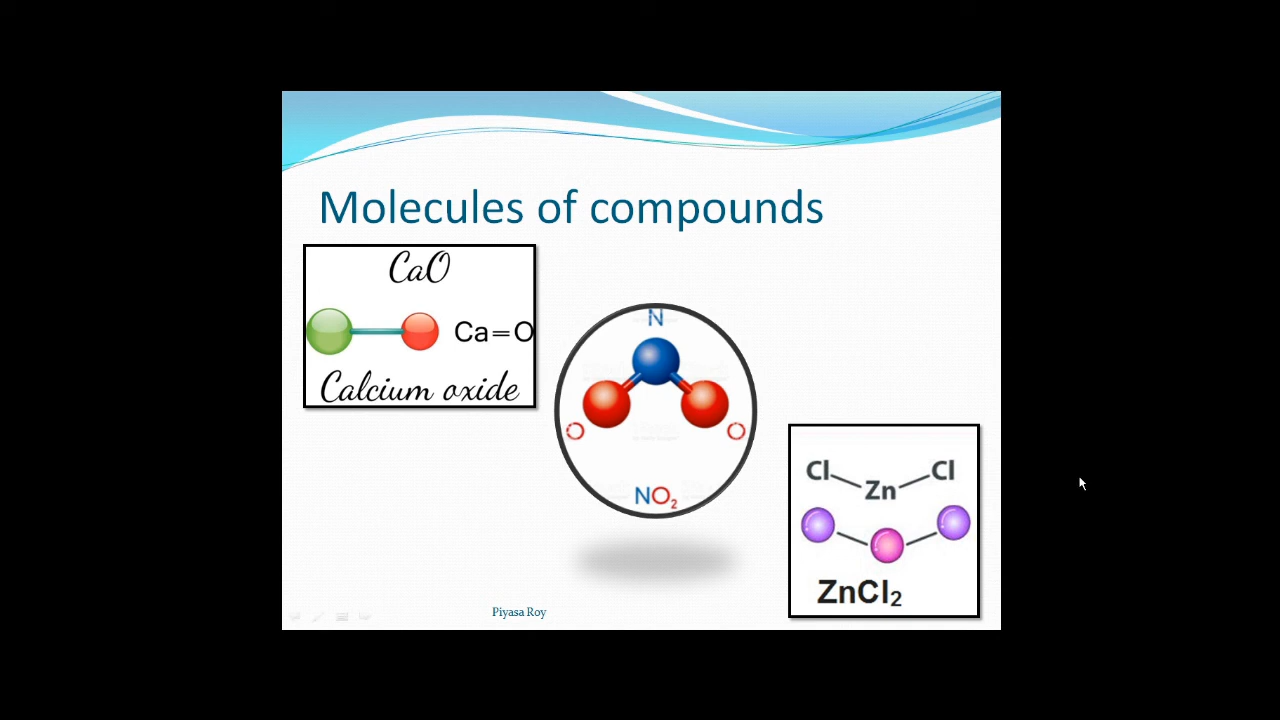 Molecules of compounds
CaO
Ca=O
Calcium oxide
N
O O
NO₂
Cl Cl
Zn
ZnCl₂
Piyasa Roy